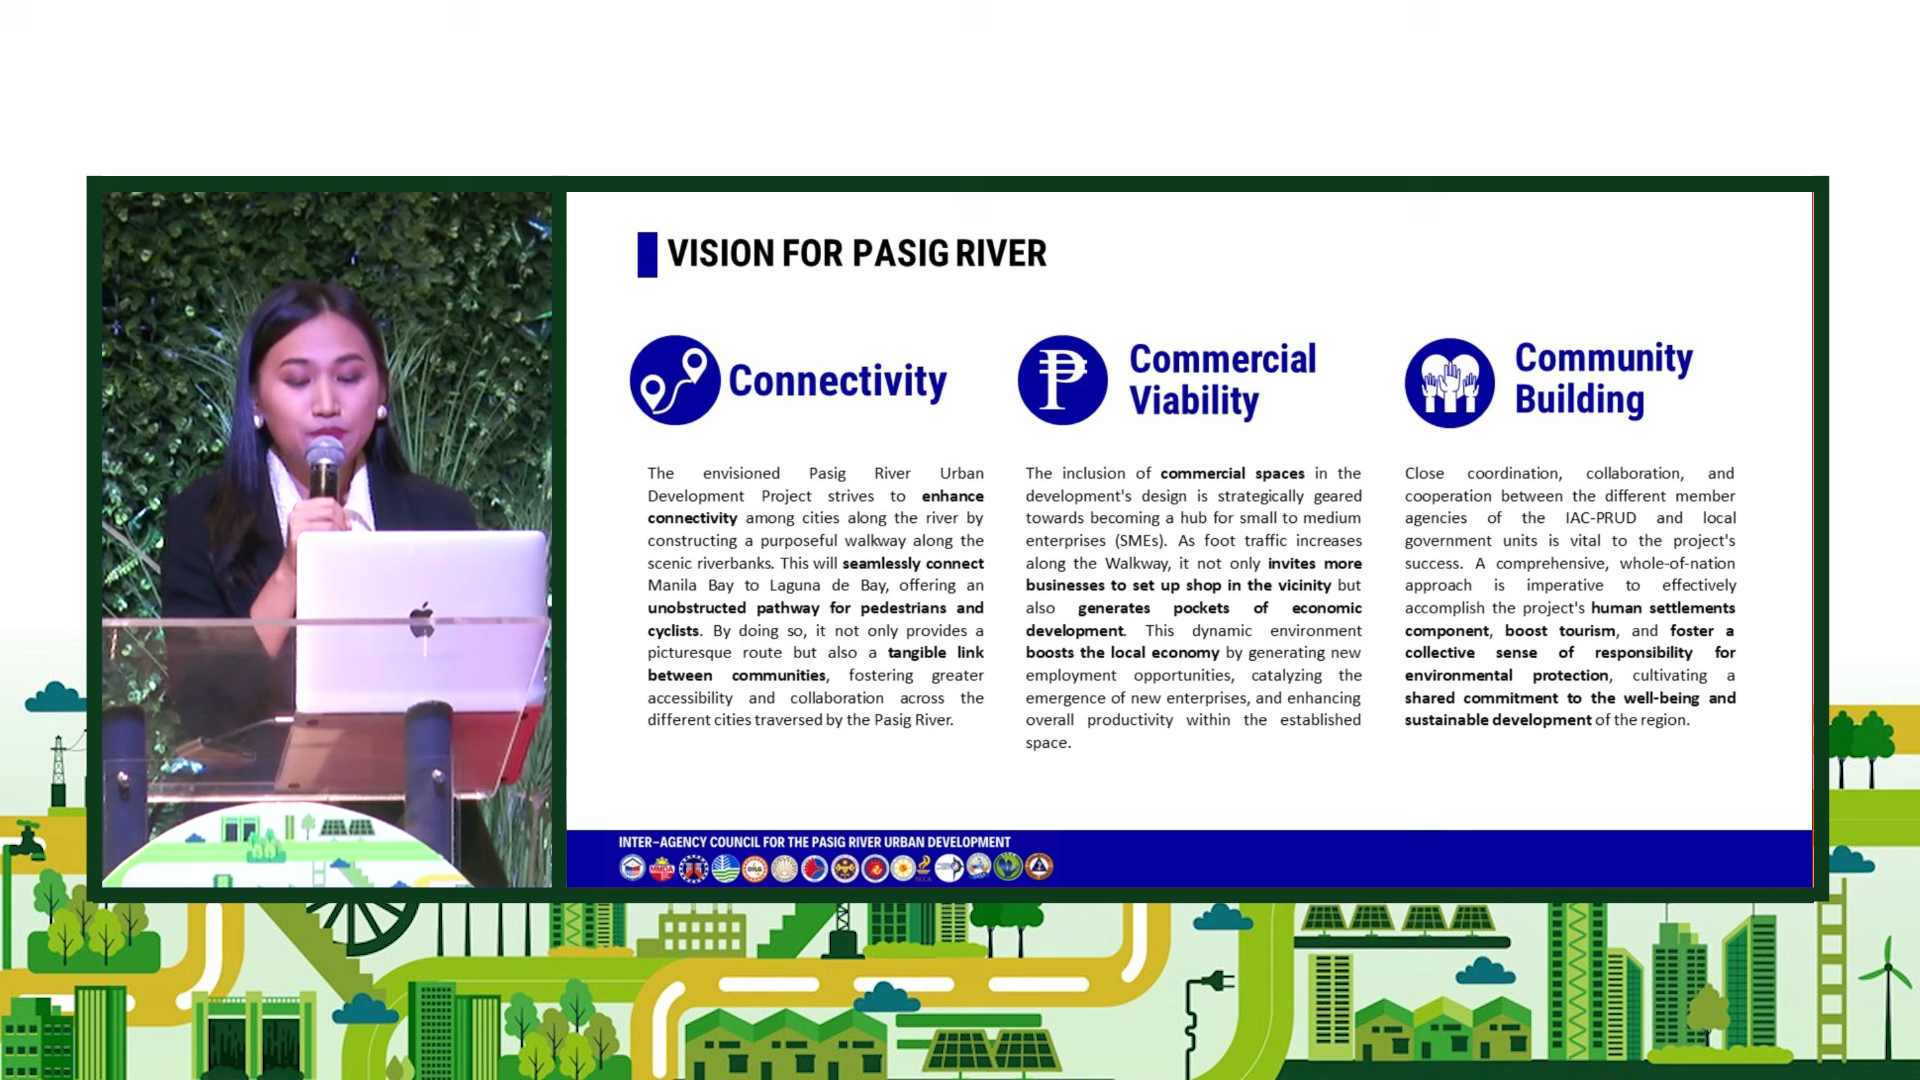 VISION FOR PASIG RIVER
Connectivity
The envisioned Pasig River Urban
Development Project strives to enhance
connectivity among cities along the river by
constructing a purposeful walkway along the
scenic riverbanks. This will seamlessly connect
Manila Bay to Laguna de Bay, offering an
unobstructed pathway for pedestrians and
cyclists. By doing so, it not only provides a
picturesque route but also a tangible link
between communities, fostering greater
accessibility and collaboration across the
different cities traversed by the Pasig River.
Commercial
Viability
The inclusion of commercial spaces in the
development's design is strategically geared
towards becoming a hub for small to medium
enterprises (SMEs). As foot traffic increases
along the Walkway, it not only invites more
businesses to set up shop in the vicinity but
also generates pockets of economic
development. This dynamic environment
boosts the local economy by generating new
employment opportunities, catalyzing the
emergence of new enterprises, and enhancing
overall productivity within the established
space.
Community
Building
Close coordination, collaboration, and
cooperation between the different member
agencies of the IAC-PRUD and local
government units is vital to the project's
success. A comprehensive, whole-of-nation
approach is imperative to effectively
accomplish the project's human settlements
component, boost tourism, and foster a
collective sense of responsibility for
environmental protection, cultivating a
shared commitment to the well-being and
sustainable development of the region.
INTER-AGENCY COUNCIL FOR THE PASIG RIVER URBAN DEVELOPMENT
MMDA
DILG
NCCA